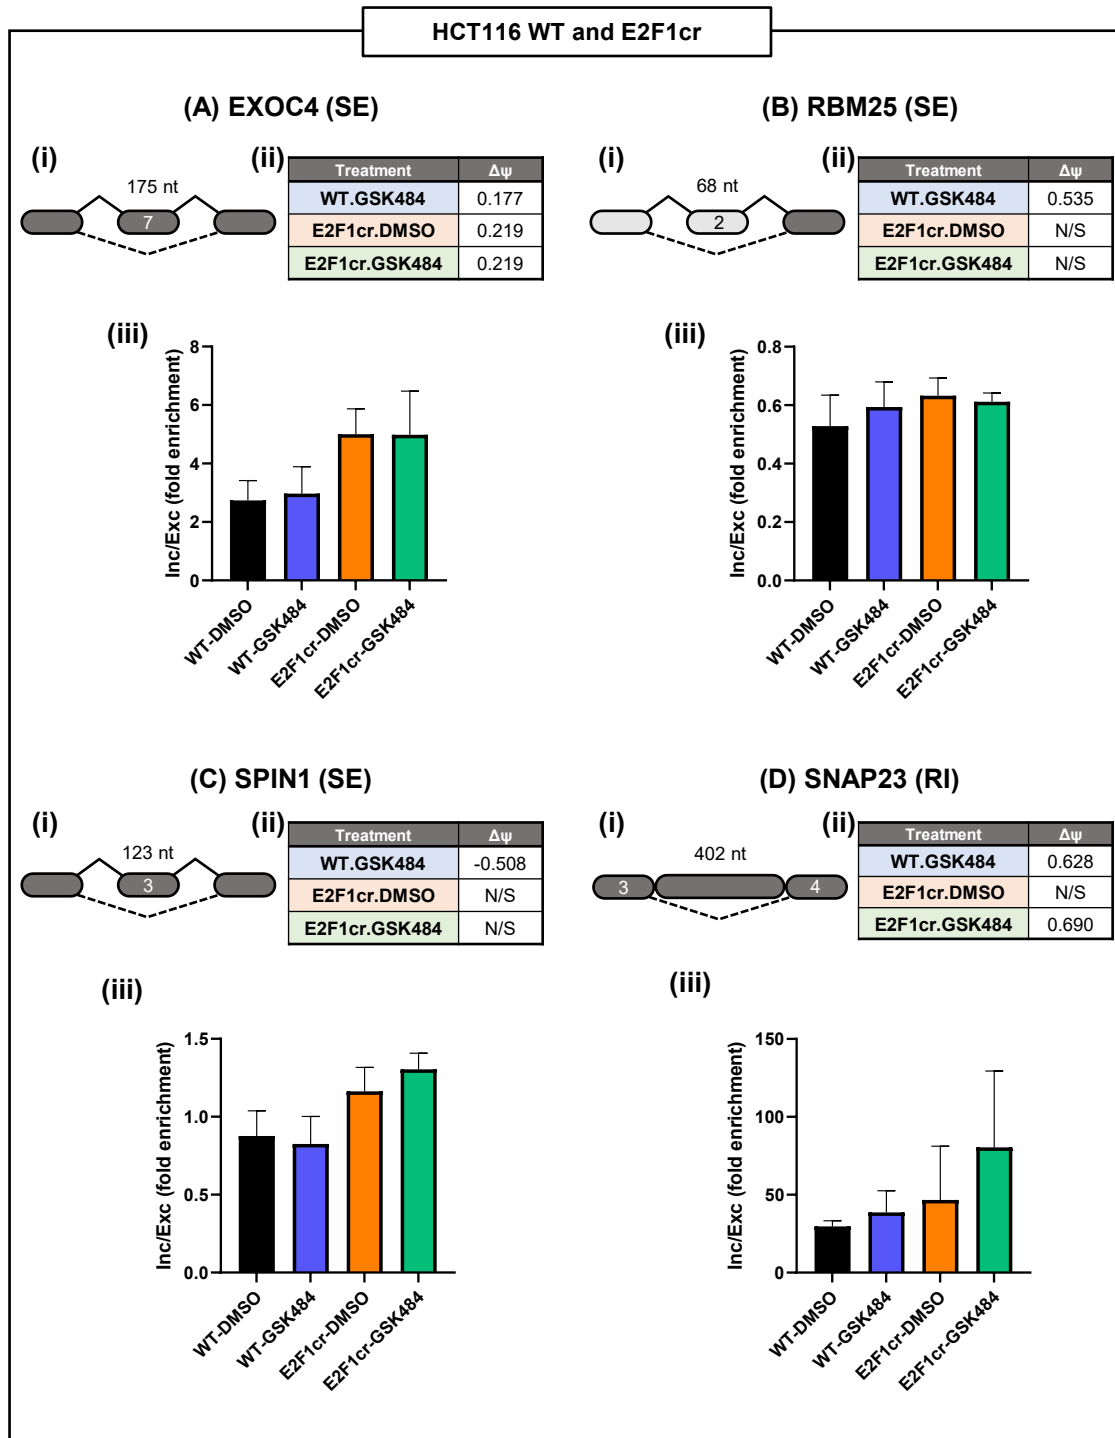 HCT116 WT and E2F1cr
(A) EXOC4 (SE)
(i)
175 nt
7
(ii)
Treatment Δψ
WT.GSK484 0.177
E2F1cr.DMSO 0.219
E2F1cr.GSK484 0.219
(iii)
Inc/Exc (fold enrichment)
8
6
4
2
0
WT-DMSO
WT-GSK484
E2F1cr-DMSO
E2F1cr-GSK484
(B) RBM25 (SE)
(i)
68 nt
2
(ii)
Treatment Δψ
WT.GSK484 0.535
E2F1cr.DMSO N/S
E2F1cr.GSK484 N/S
(iii)
Inc/Exc (fold enrichment)
0.8
0.6
0.4
0.2
0.0
WT-DMSO
WT-GSK484
E2F1cr-DMSO
E2F1cr-GSK484
(C) SPIN1 (SE)
(i)
123 nt
3
(ii)
Treatment Δψ
WT.GSK484 -0.508
E2F1cr.DMSO N/S
E2F1cr.GSK484 N/S
(iii)
Inc/Exc (fold enrichment)
1.5
1.0
0.5
0.0
WT-DMSO
WT-GSK484
E2F1cr-DMSO
E2F1cr-GSK484
(D) SNAP23 (RI)
(i)
402 nt
3 4
(ii)
Treatment Δψ
WT.GSK484 0.628
E2F1cr.DMSO N/S
E2F1cr.GSK484 0.690
(iii)
Inc/Exc (fold enrichment)
150
100
50
0
WT-DMSO
WT-GSK484
E2F1cr-DMSO
E2F1cr-GSK484